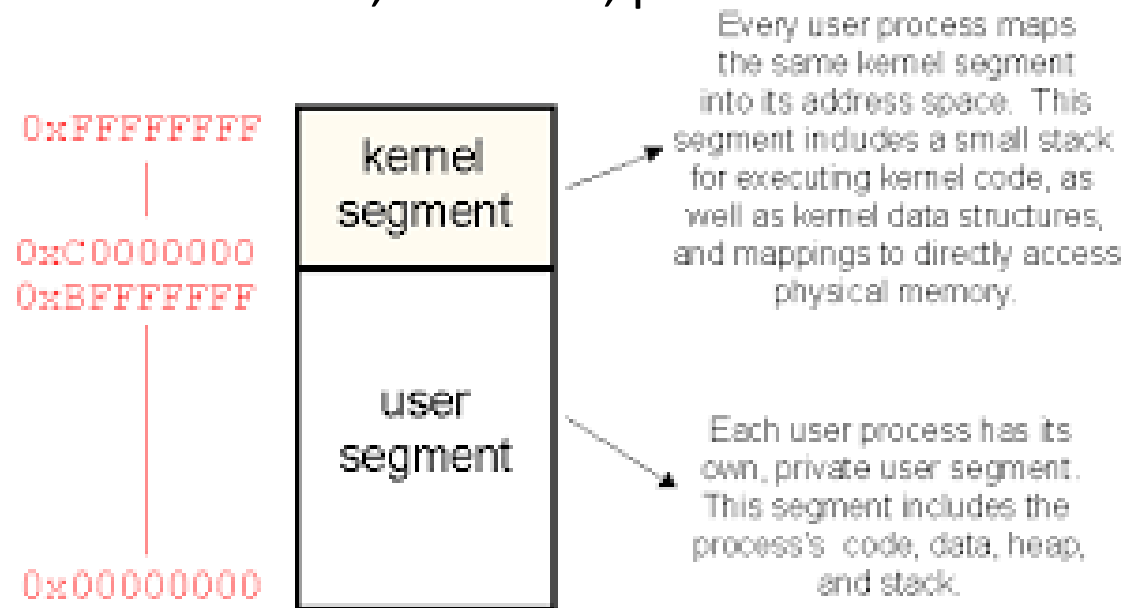 Every user process maps
the same kernel segment
into its address space. This
segment includes a small stack
for executing kernel code, as
well as kernel data structures,
and mappings to directly access
physical memory.
0xFFFFFFFF
kernel
segment
0xC0000000
0xBFFFFFFF
user
segment
Each user process has its
own, private user segment.
This segment includes the
process's code, data, heap,
and stack.
0x00000000